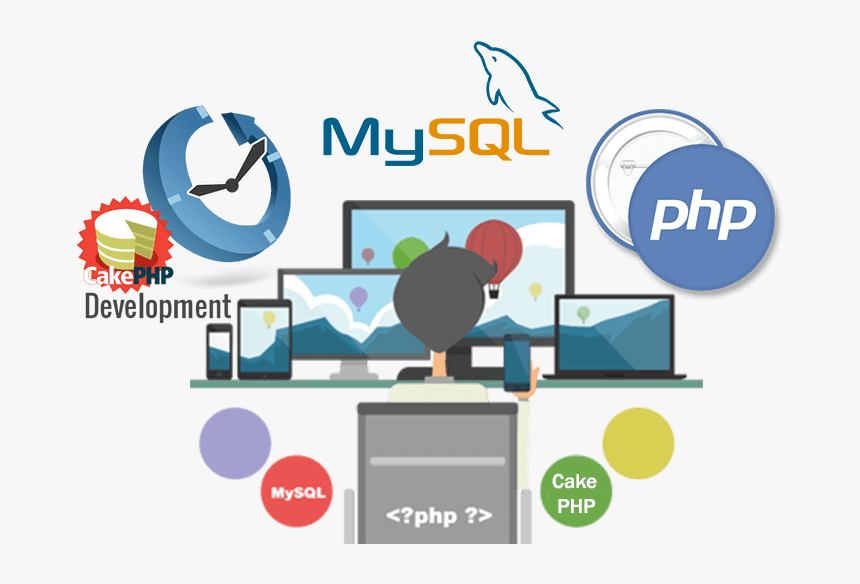 MySQL
php
CakePHP
Development
MySQL
Cake
PHP
<?php ?>